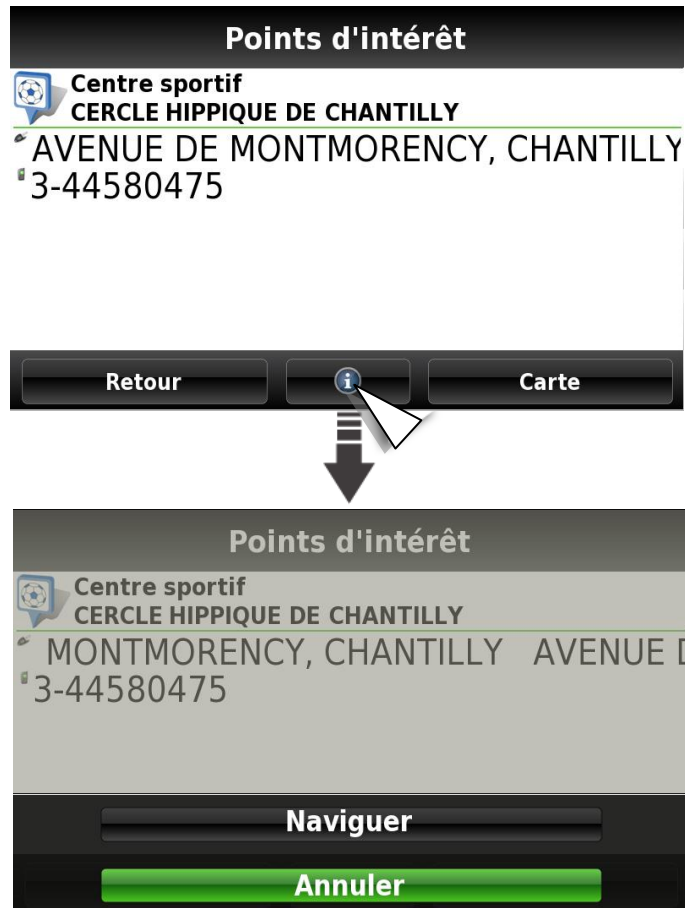 Points d'intérêt
Centre sportif
CERCLE HIPPIQUE DE CHANTILLY
AVENUE DE MONTMORENCY, CHANTILLY
3-44580475
Retour
Carte
Points d'intérêt
Centre sportif
CERCLE HIPPIQUE DE CHANTILLY
MONTMORENCY, CHANTILLY AVENUE D
3-44580475
Naviguer
Annuler